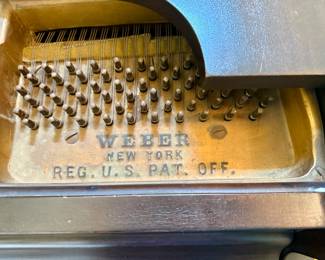 WEBER
NEW YORK
REG. U.S. PAT. OFF.